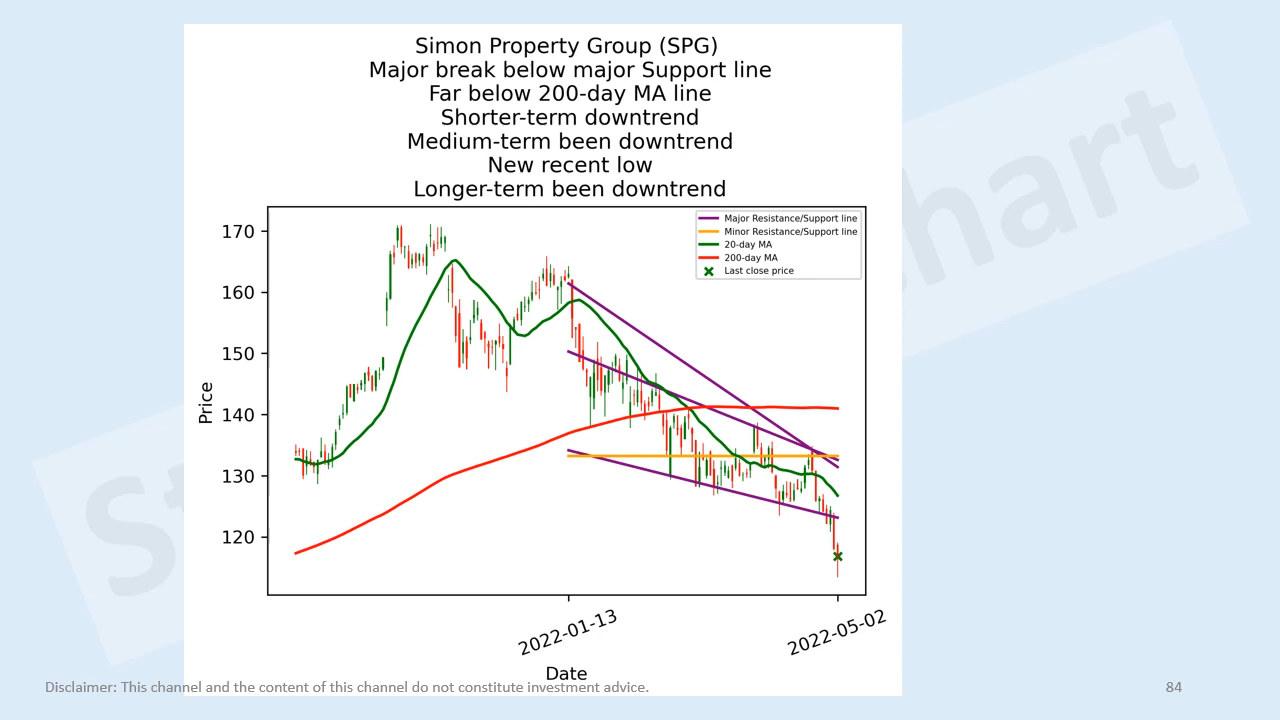 Simon Property Group (SPG)
Major break below major Support line
Far below 200-day MA line
Shorter-term downtrend
Medium-term been downtrend
New recent low
Longer-term been downtrend
Major Resistance/Support line
Minor Resistance/Support line
20-day MA
200-day MA
Last close price
170
160
150
140
130
120
Price
2022-01-13
2022-05-02
Date
Disclaimer: This channel and the content of this channel do not constitute investment advice.
84